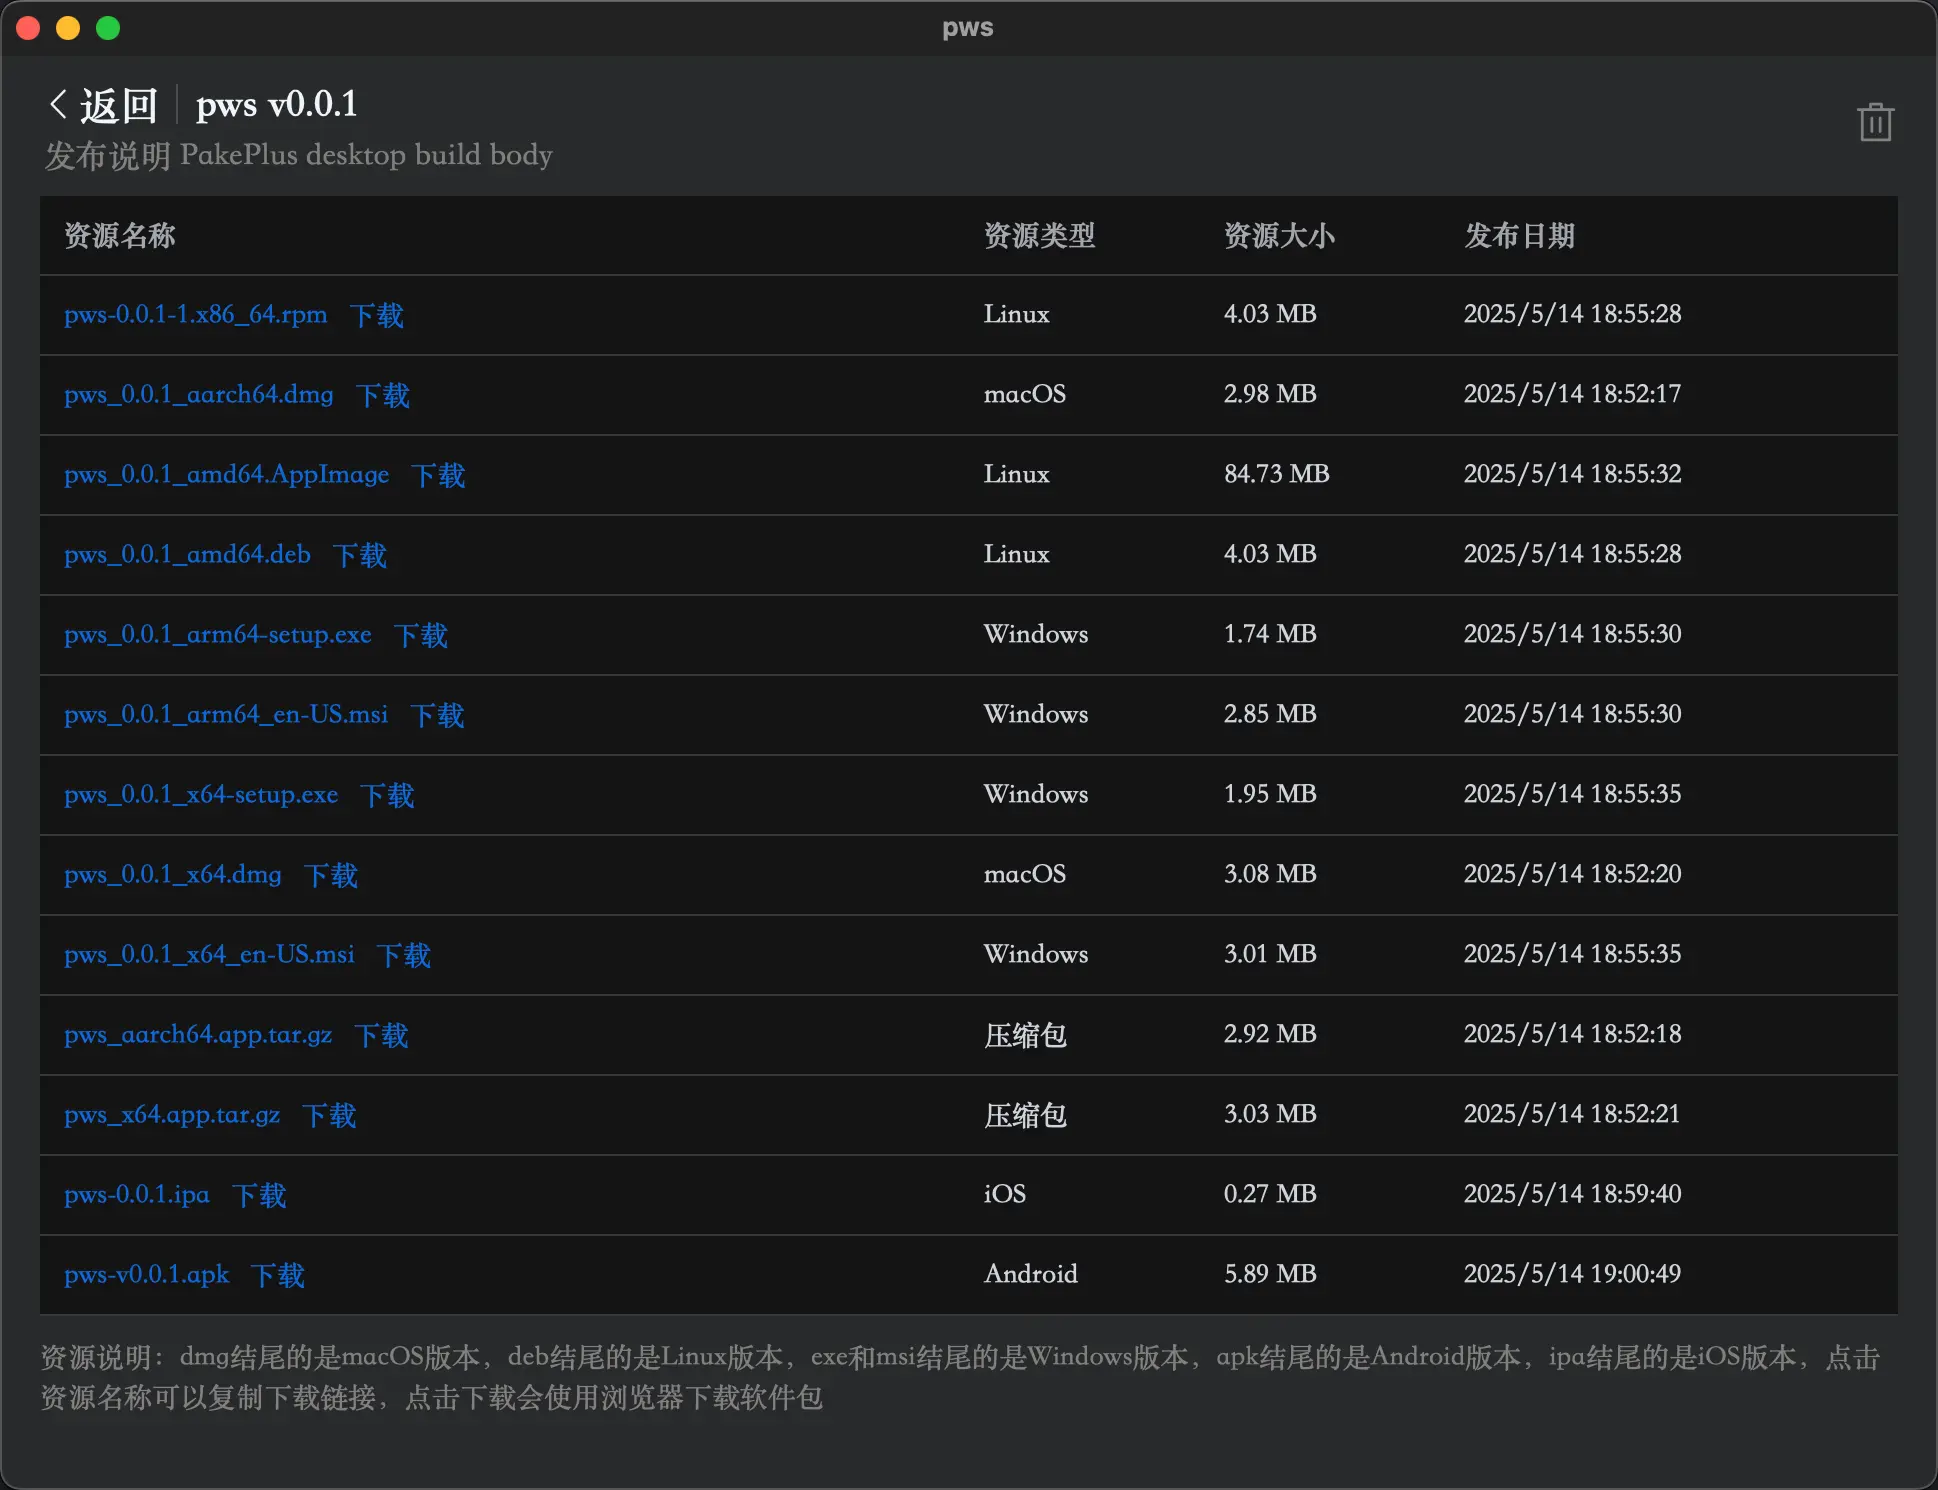 pws
返回 pws v0.0.1
发布说明 PakePlus desktop build body
资源名称 资源类型 资源大小 发布日期
pws-0.0.1-1.x86_64.rpm 下载 Linux 4.03 MB 2025/5/14 18:55:28
pws_0.0.1_aarch64.dmg 下载 macOS 2.98 MB 2025/5/14 18:52:17
pws_0.0.1_amd64.AppImage 下载 Linux 84.73 MB 2025/5/14 18:55:32
pws_0.0.1_amd64.deb 下载 Linux 4.03 MB 2025/5/14 18:55:28
pws_0.0.1_arm64-setup.exe 下载 Windows 1.74 MB 2025/5/14 18:55:30
pws_0.0.1_arm64_en-US.msi 下载 Windows 2.85 MB 2025/5/14 18:55:30
pws_0.0.1_x64-setup.exe 下载 Windows 1.95 MB 2025/5/14 18:55:35
pws_0.0.1_x64.dmg 下载 macOS 3.08 MB 2025/5/14 18:52:20
pws_0.0.1_x64_en-US.msi 下载 Windows 3.01 MB 2025/5/14 18:55:35
pws_aarch64.app.tar.gz 下载 压缩包 2.92 MB 2025/5/14 18:52:18
pws_x64.app.tar.gz 下载 压缩包 3.03 MB 2025/5/14 18:52:21
pws-0.0.1.ipa 下载 iOS 0.27 MB 2025/5/14 18:59:40
pws-v0.0.1.apk 下载 Android 5.89 MB 2025/5/14 19:00:49
资源说明：dmg结尾的是macOS版本，deb结尾的是Linux版本，exe和msi结尾的是Windows版本，apk结尾的是Android版本，ipa结尾的是iOS版本，点击
资源名称可以复制下载链接，点击下载会使用浏览器下载软件包